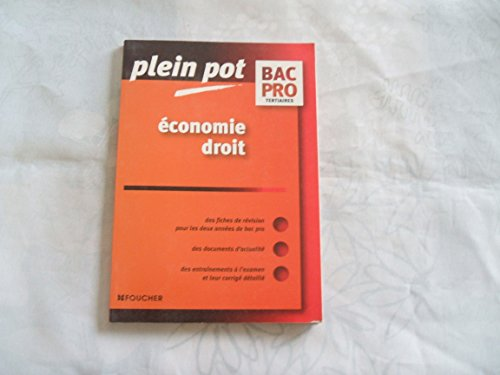 plein pot
BAC
PRO
TERTIAIRES
économie
droit
des fiches de révision
pour les deux années de bac pro
des documents d'actualité
des entraînements à l'examen
et leur corrigé détaillé
FOUCHER